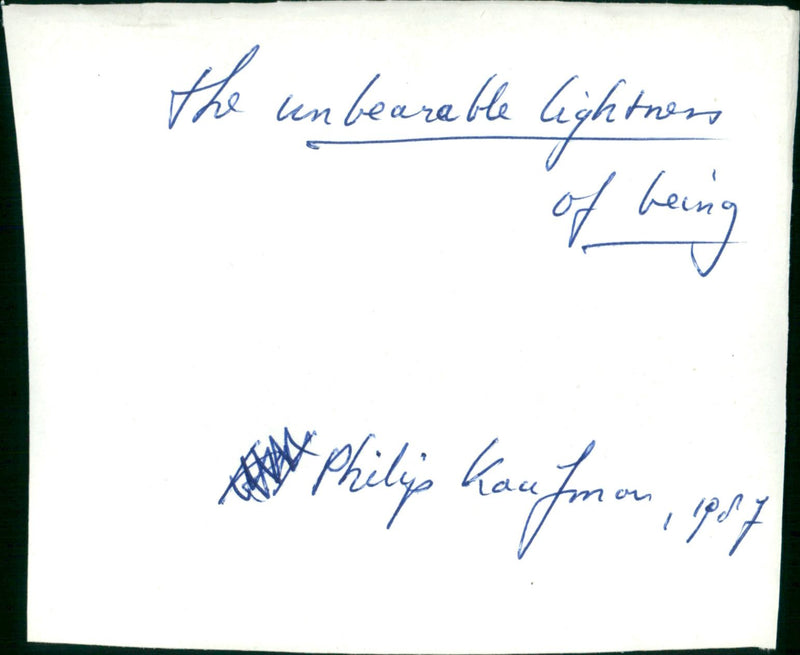 the unbearable lightness
of being
Philip Kaufman, 1987